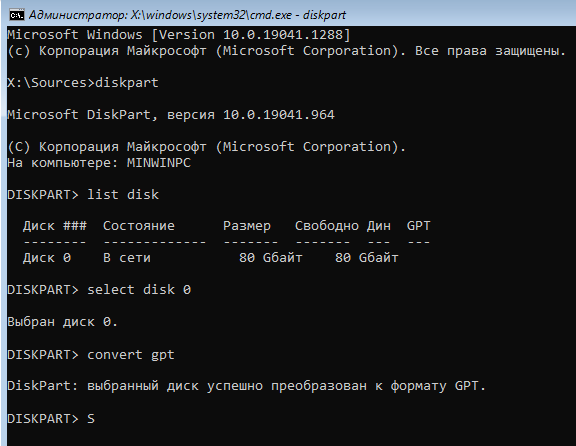 Администратор: X:\windows\system32\cmd.exe - diskpart
Microsoft Windows [Version 10.0.19041.1288]
(c) Корпорация Майкрософт (Microsoft Corporation). Все права защищены.
X:\Sources>diskpart
Microsoft DiskPart, версия 10.0.19041.964
(C) Корпорация Майкрософт (Microsoft Corporation).
На компьютере: MINWINPC
DISKPART> list disk
Диск ### Состояние Размер Свободно Дин GPT
-------- ------------- ------- ------- --- ---
Диск 0 В сети 80 Gбайт 80 Gбайт
DISKPART> select disk 0
Выбран диск 0.
DISKPART> convert gpt
DiskPart: выбранный диск успешно преобразован к формату GPT.
DISKPART> S